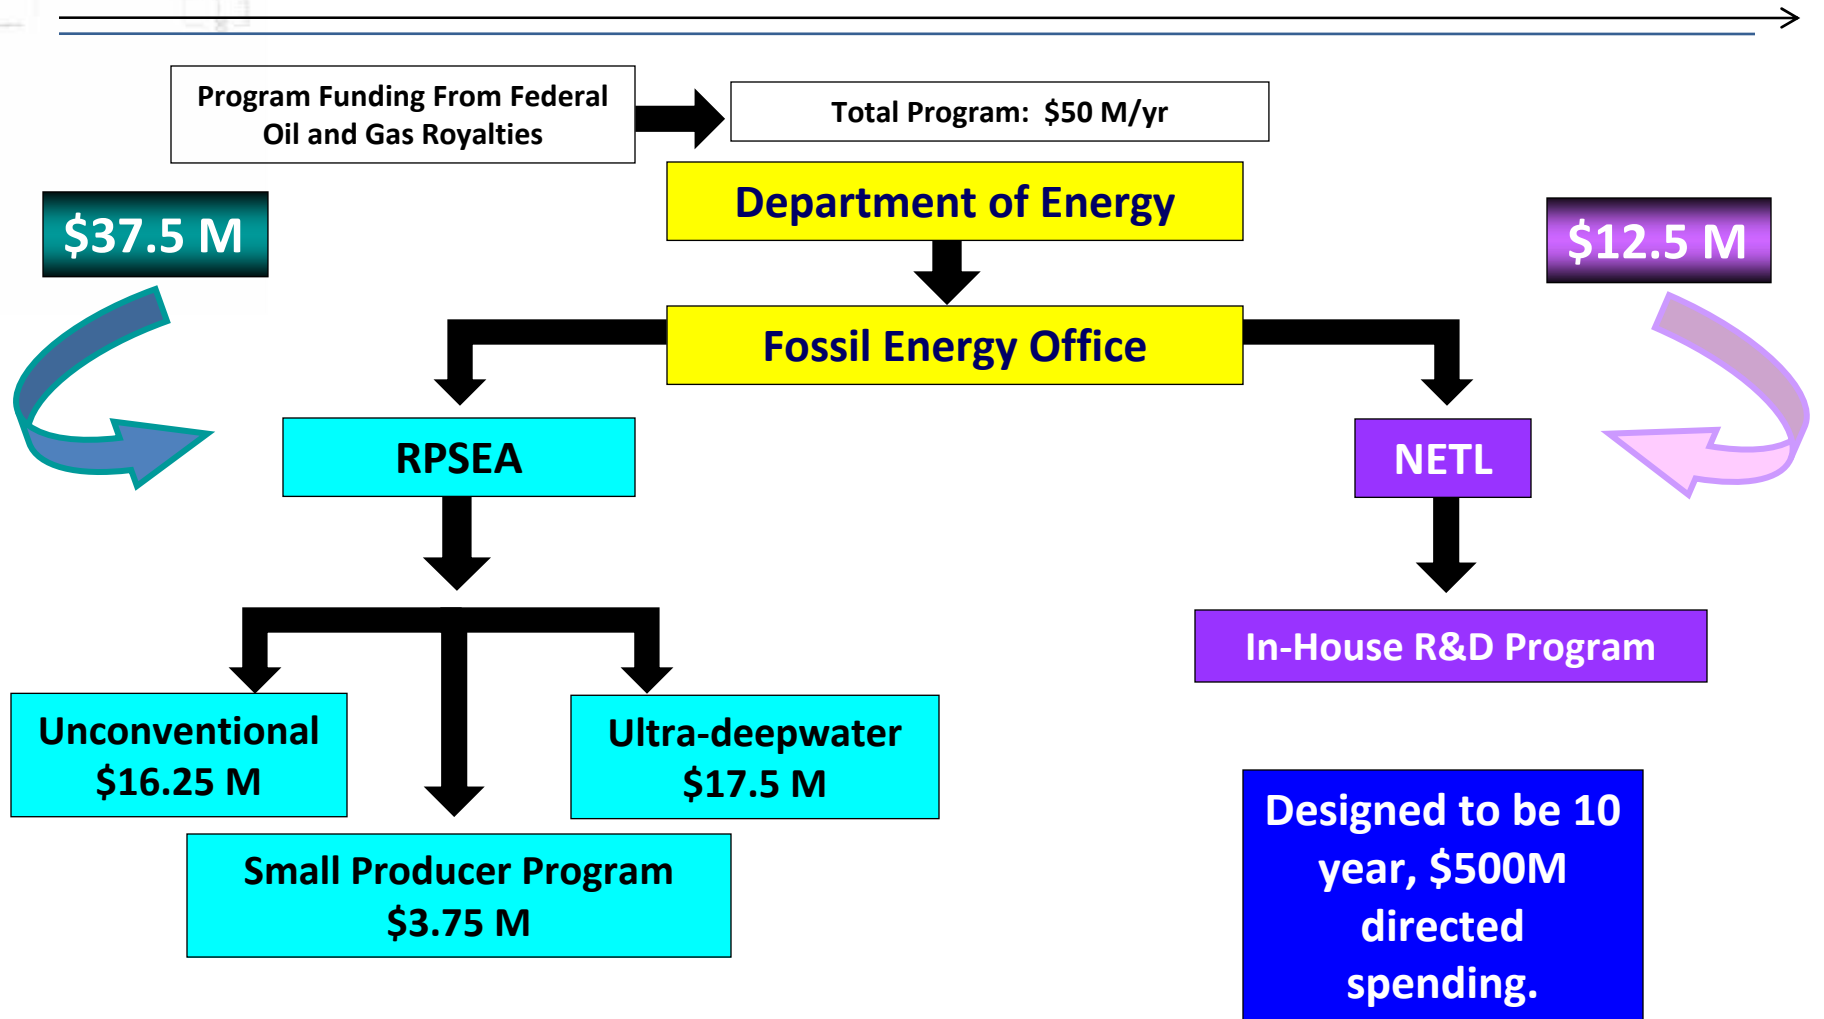 Program Funding From Federal
Oil and Gas Royalties
Total Program: $50 M/yr
Department of Energy
$37.5 M
$12.5 M
Fossil Energy Office
RPSEA
NETL
In-House R&D Program
Unconventional
$16.25 M
Ultra-deepwater
$17.5 M
Small Producer Program
$3.75 M
Designed to be 10
year, $500M
directed
spending.